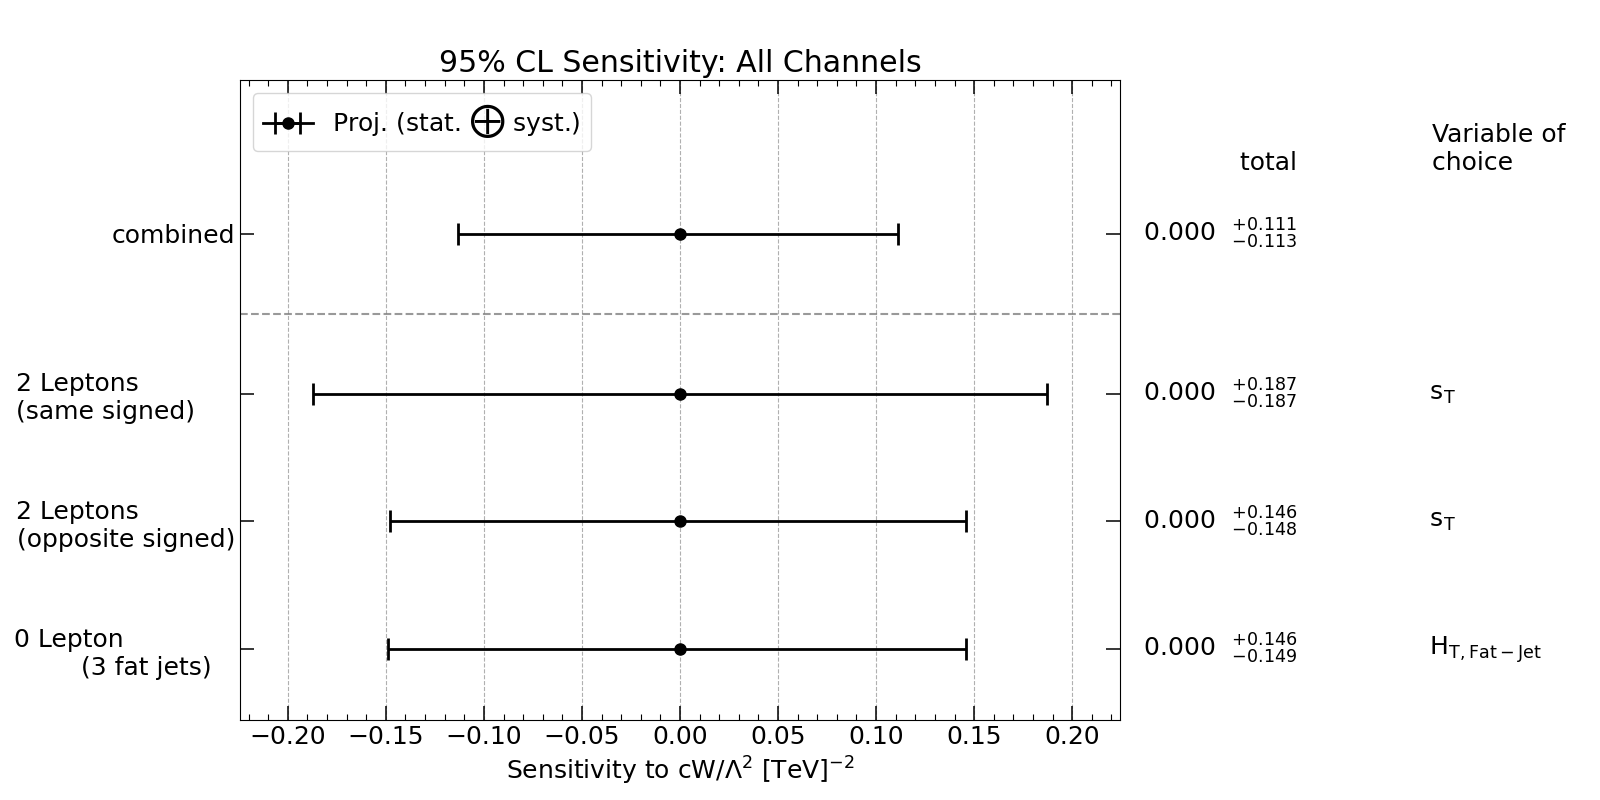 95% CL Sensitivity: All Channels
Proj. (stat. ⊕ syst.)
total
Variable of
choice
combined
0.000 +0.111 −0.113
2 Leptons
(same signed)
0.000 +0.187 −0.187
s_T
2 Leptons
(opposite signed)
0.000 +0.146 −0.148
s_T
0 Lepton
(3 fat jets)
0.000 +0.146 −0.149
H_T, Fat−Jet
−0.20 −0.15 −0.10 −0.05 0.00 0.05 0.10 0.15 0.20
Sensitivity to cW/Λ² [TeV]⁻²